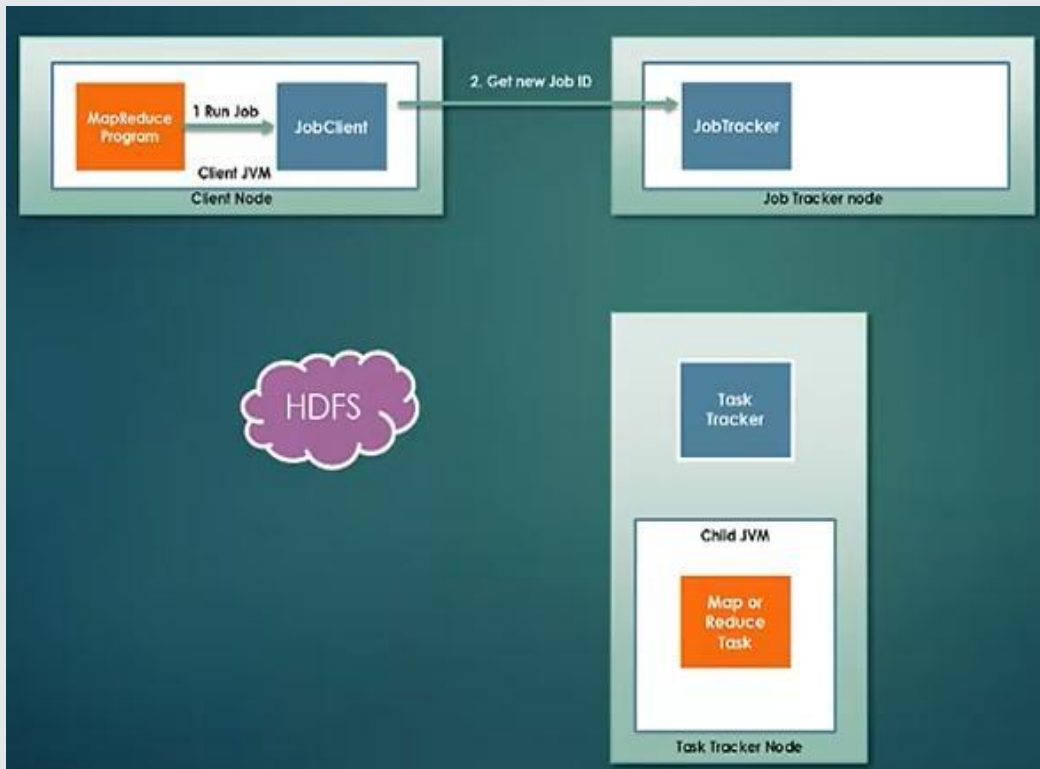 MapReduce
Program
1 Run Job
JobClient
Client JVM
Client Node
2. Get new Job ID
JobTracker
Job Tracker node
HDFS
Task
Tracker
Child JVM
Map or
Reduce
Task
Task Tracker Node